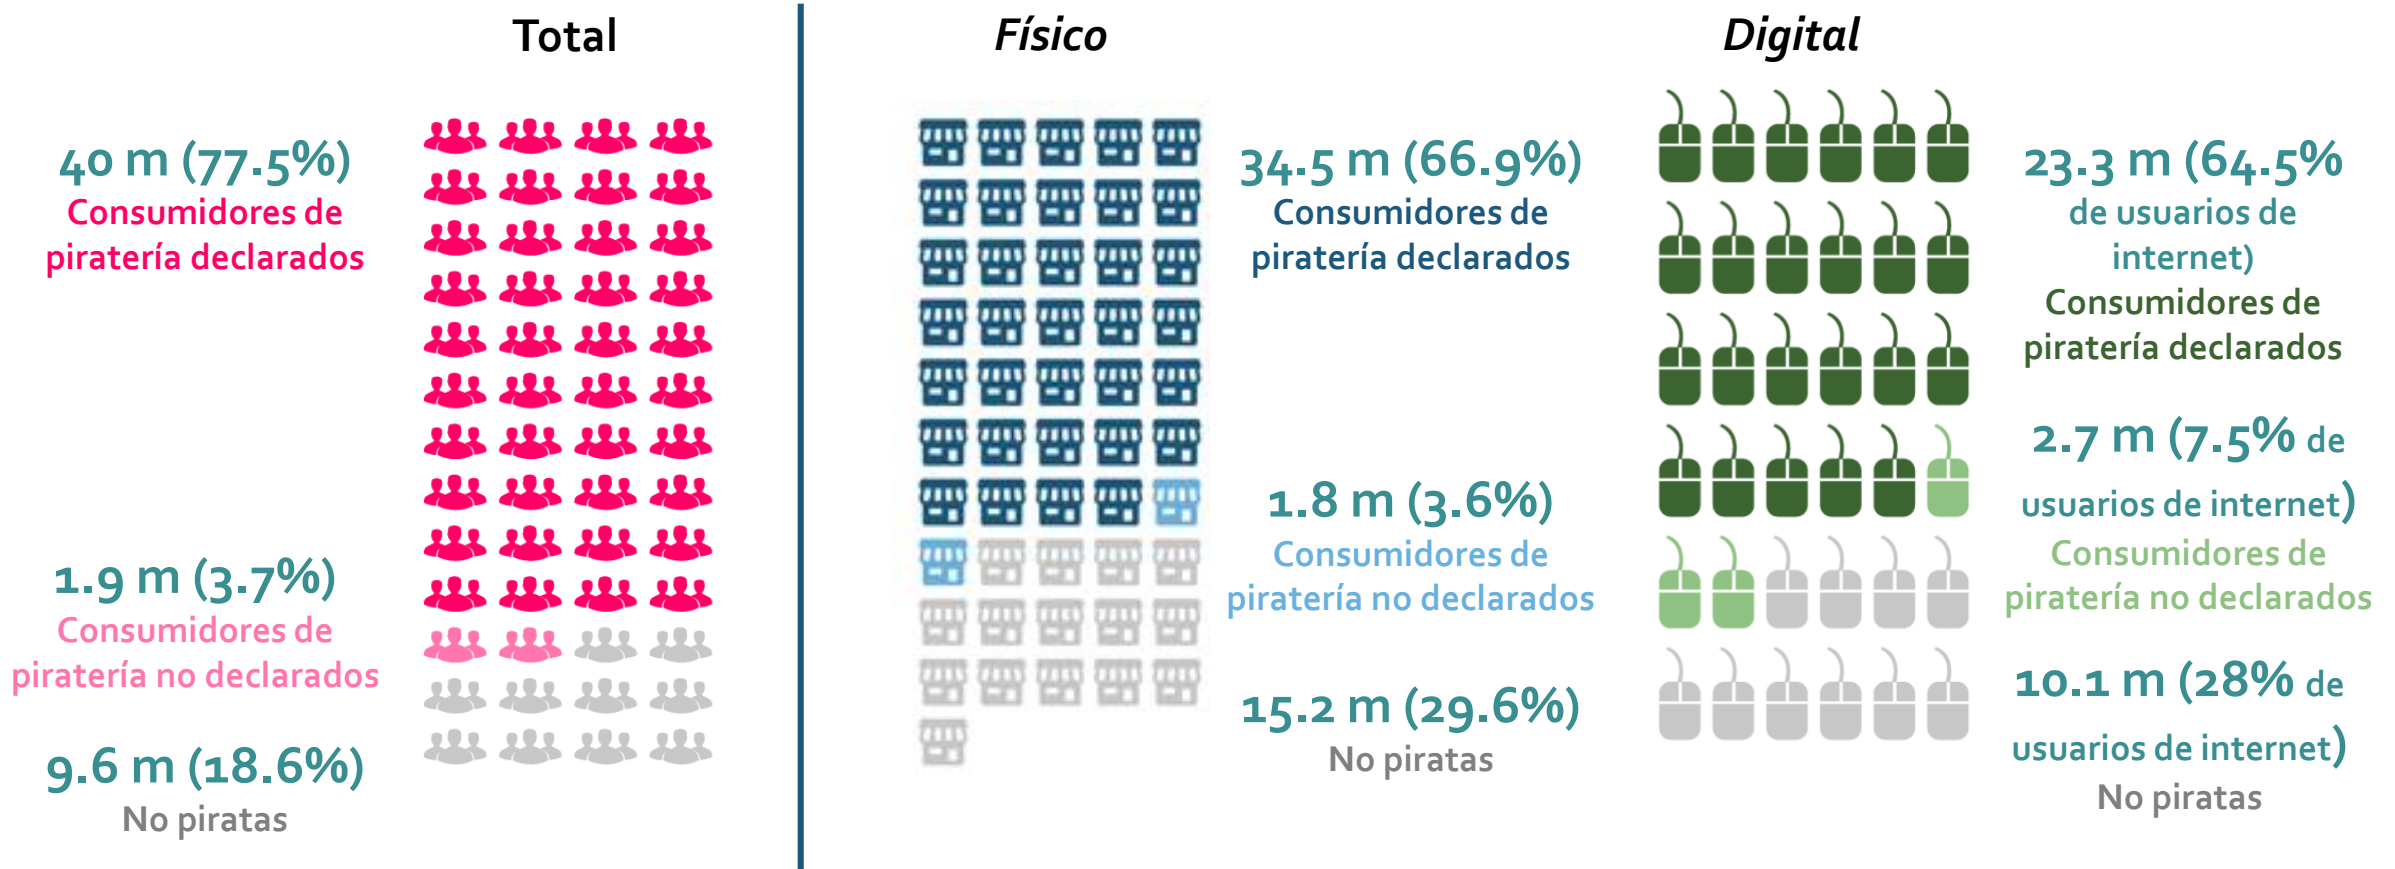 Total
40 m (77.5%)
Consumidores de
piratería declarados
1.9 m (3.7%)
Consumidores de
piratería no declarados
9.6 m (18.6%)
No piratas
Físico
34.5 m (66.9%)
Consumidores de
piratería declarados
1.8 m (3.6%)
Consumidores de
piratería no declarados
15.2 m (29.6%)
No piratas
Digital
23.3 m (64.5%
de usuarios de
internet)
Consumidores de
piratería declarados
2.7 m (7.5% de
usuarios de internet)
Consumidores de
piratería no declarados
10.1 m (28% de
usuarios de internet)
No piratas